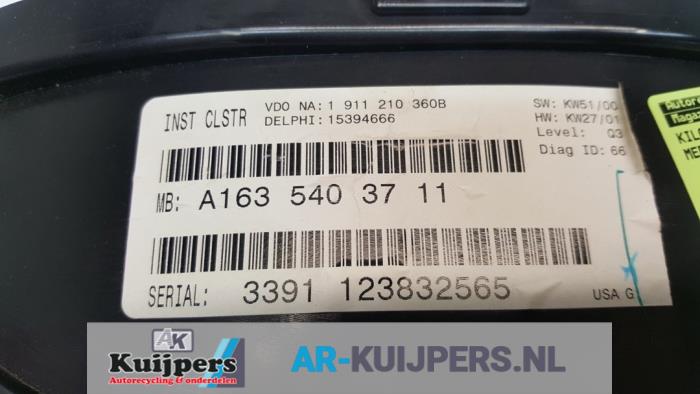 INST CLSTR
VDO NA: 1 911 210 360B
DELPHI: 15394666
SW: KW51/00
HW: KW27/01
Level: Q3
Diag ID: 66
MB: A163 540 37 11
SERIAL: 3391 123832565
USA G
AK
Kuijpers
Autorecycling & onderdelen
AR-KUIJPERS.NL